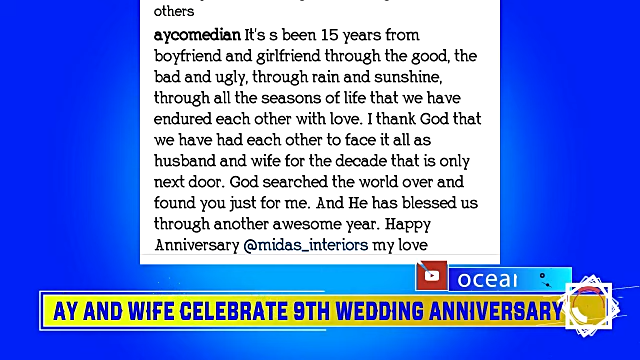 others
aycomedian It's s been 15 years from
boyfriend and girlfriend through the good, the
bad and ugly, through rain and sunshine,
through all the seasons of life that we have
endured each other with love. I thank God that
we have had each other to face it all as
husband and wife for the decade that is only
next door. God searched the world over and
found you just for me. And He has blessed us
through another awesome year. Happy
Anniversary @midas_interiors my love
ocear
AY AND WIFE CELEBRATE 9TH WEDDING ANNIVERSARY